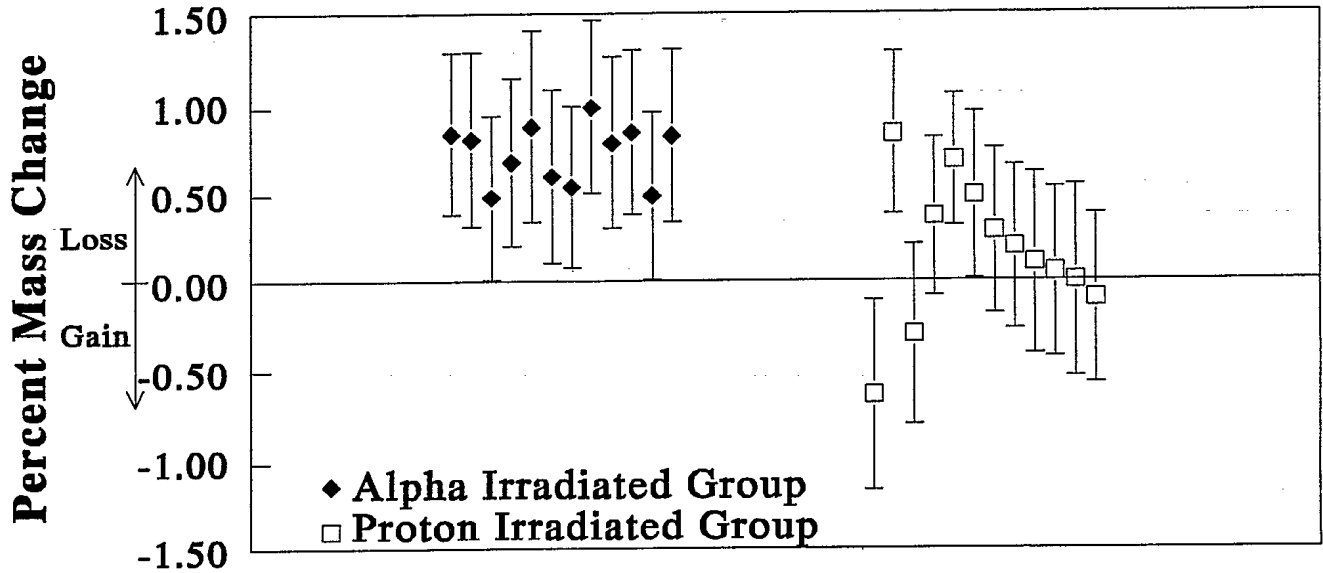 Percent Mass Change
Loss
Gain
1.50
1.00
0.50
0.00
-0.50
-1.00
-1.50
Alpha Irradiated Group
Proton Irradiated Group